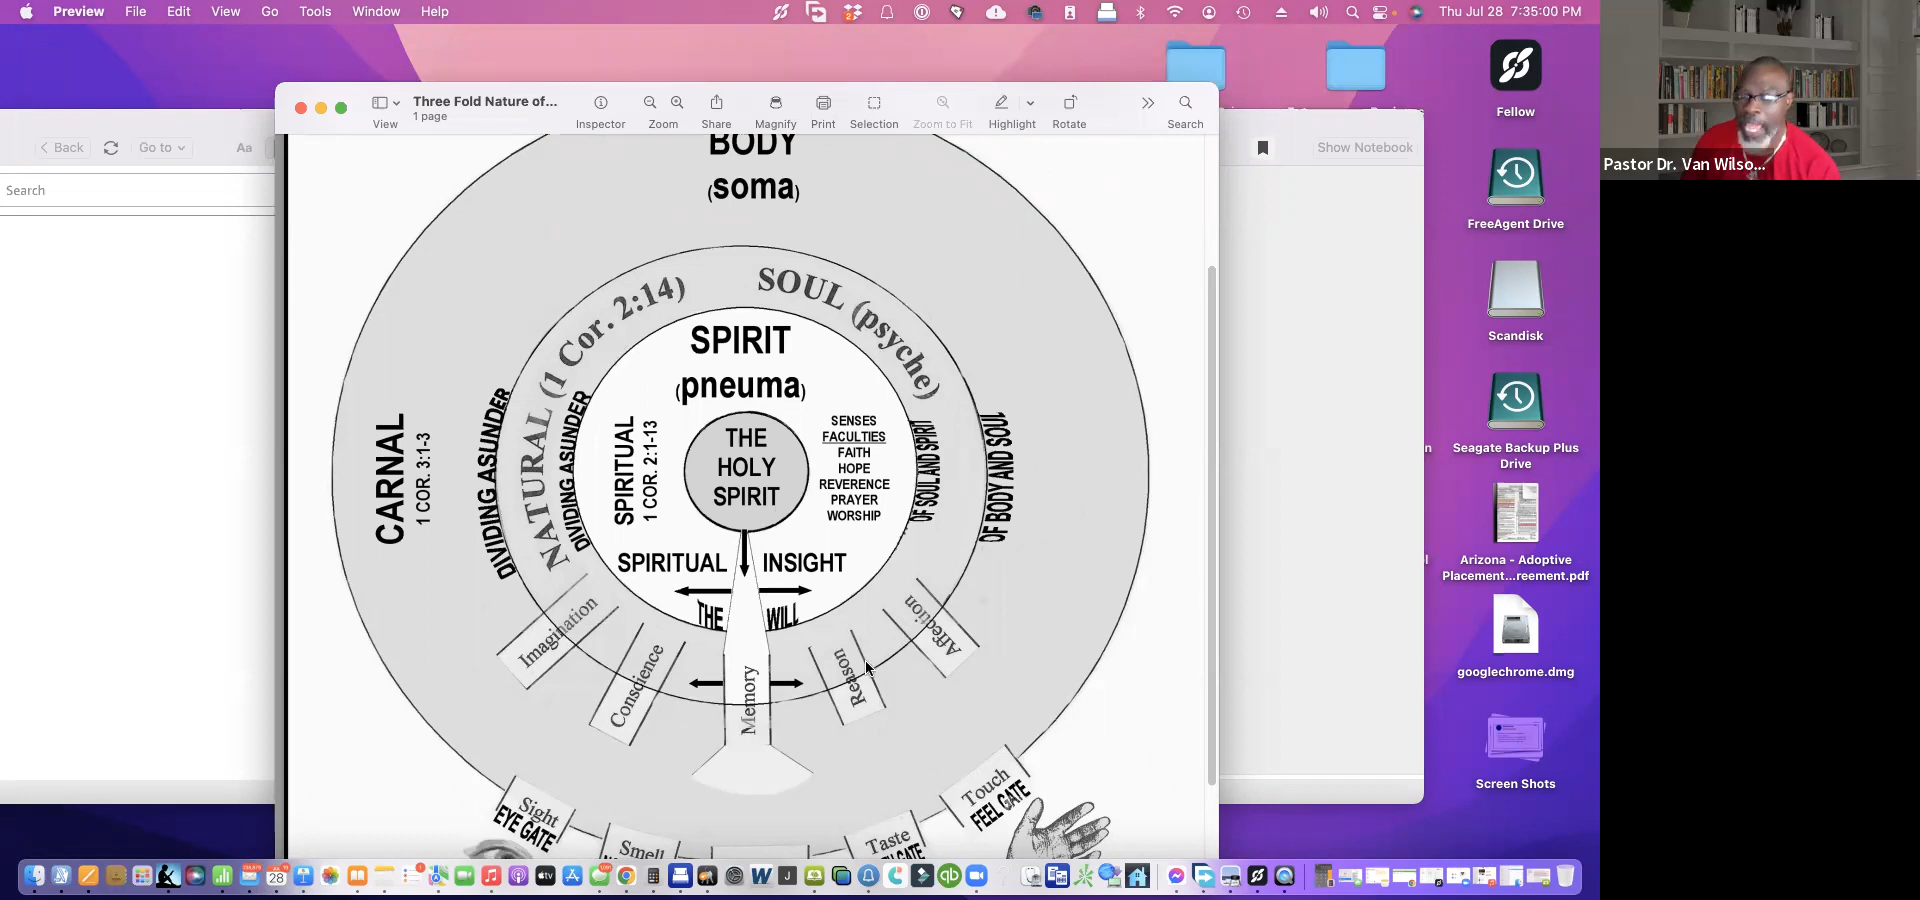 Preview File Edit View Go Tools Window Help
Thu Jul 28 7:35:00 PM
Three Fold Nature of...
1 page
View
Inspector
Zoom
Share
Magnify
Print
Selection
Zoom to Fit
Highlight
Rotate
Search
Back
Go to
Aa
Search
Show Notebook
BODY
(soma)
NATURAL (1 Cor. 2:14)
SOUL (psyche)
SPIRIT
(pneuma)
CARNAL
1 COR. 3:1-3
DIVIDING ASUNDER
DIVIDING ASUNDER
SPIRITUAL
1 COR. 2:1-13
THE
HOLY
SPIRIT
SENSES
FACULTIES
FAITH
HOPE
REVERENCE
PRAYER
WORSHIP
OF SOUL AND SPIRIT
OF BODY AND SOUL
SPIRITUAL INSIGHT
THE WILL
Imagination
Conscience
Memory
Reason
Affection
Sight
EYE GATE
Smell
Taste
Touch
FEEL GATE
Fellow
FreeAgent Drive
Scandisk
Seagate Backup Plus
Drive
Arizona - Adoptive
Placement...reement.pdf
googlechrome.dmg
Screen Shots
Pastor Dr. Van Wilso...